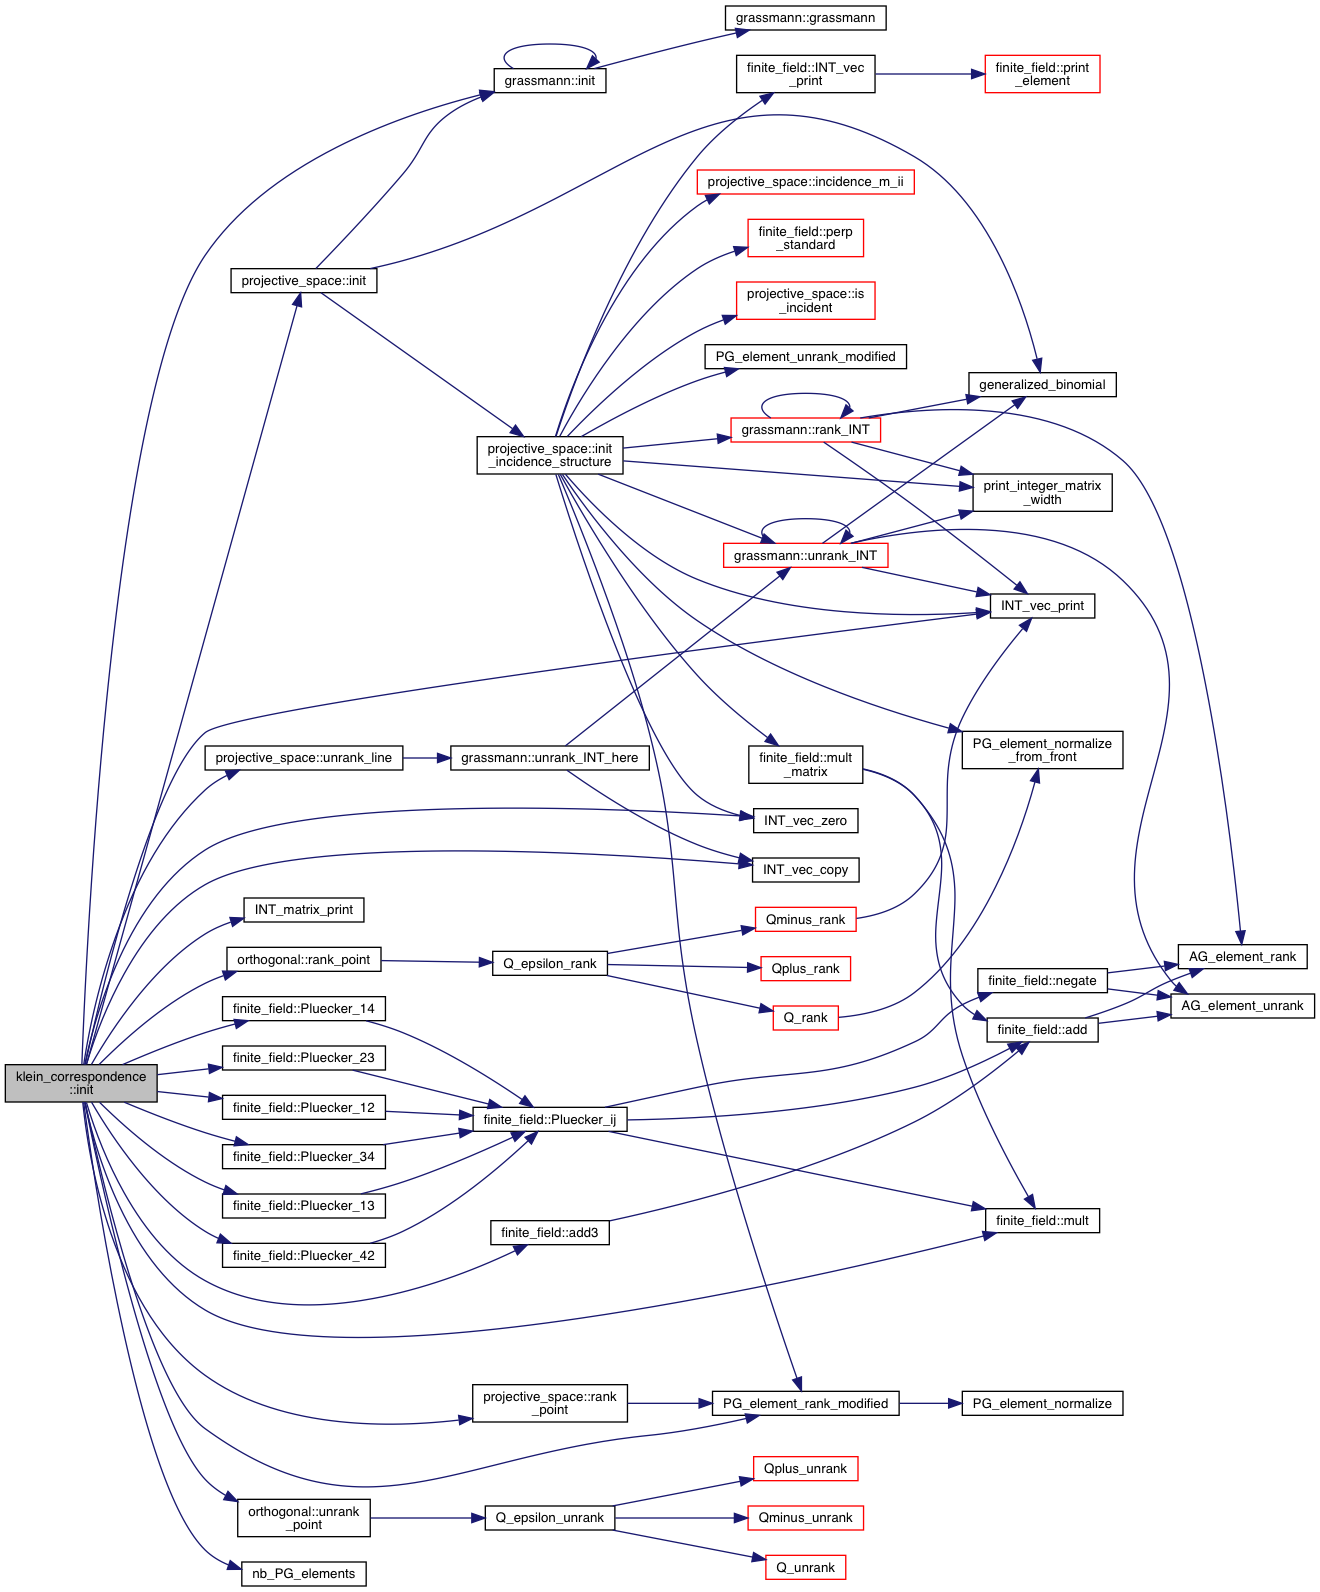 grassmann::grassmann
grassmann::init
finite_field::INT_vec
_print
finite_field::print
_element
projective_space::incidence_m_ii
finite_field::perp
_standard
projective_space::init
projective_space::is
_incident
PG_element_unrank_modified
generalized_binomial
grassmann::rank_INT
projective_space::init
_incidence_structure
print_integer_matrix
_width
grassmann::unrank_INT
INT_vec_print
projective_space::unrank_line
grassmann::unrank_INT_here
finite_field::mult
_matrix
PG_element_normalize
_from_front
INT_vec_zero
INT_vec_copy
INT_matrix_print
Qminus_rank
orthogonal::rank_point
Q_epsilon_rank
Qplus_rank
AG_element_rank
finite_field::negate
AG_element_unrank
finite_field::Pluecker_14
Q_rank
finite_field::add
finite_field::Pluecker_23
klein_correspondence
::init
finite_field::Pluecker_12
finite_field::Pluecker_ij
finite_field::Pluecker_34
finite_field::Pluecker_13
finite_field::add3
finite_field::mult
finite_field::Pluecker_42
projective_space::rank
_point
PG_element_rank_modified
PG_element_normalize
Qplus_unrank
orthogonal::unrank
_point
Q_epsilon_unrank
Qminus_unrank
Q_unrank
nb_PG_elements